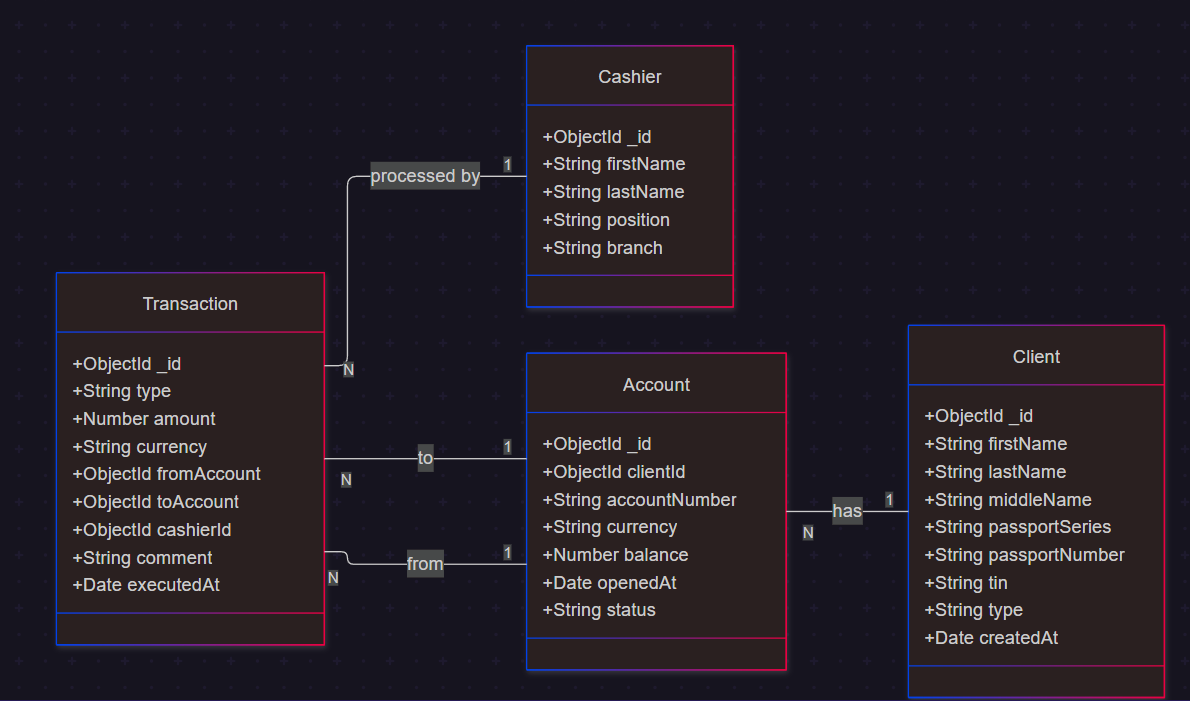 Cashier
+ObjectId _id
+String firstName
+String lastName
+String position
+String branch
processed by
1
N
Transaction
+ObjectId _id
+String type
+Number amount
+String currency
+ObjectId fromAccount
+ObjectId toAccount
+ObjectId cashierId
+String comment
+Date executedAt
to
1
N
from
1
N
Account
+ObjectId _id
+ObjectId clientId
+String accountNumber
+String currency
+Number balance
+Date openedAt
+String status
has
1
N
Client
+ObjectId _id
+String firstName
+String lastName
+String middleName
+String passportSeries
+String passportNumber
+String tin
+String type
+Date createdAt